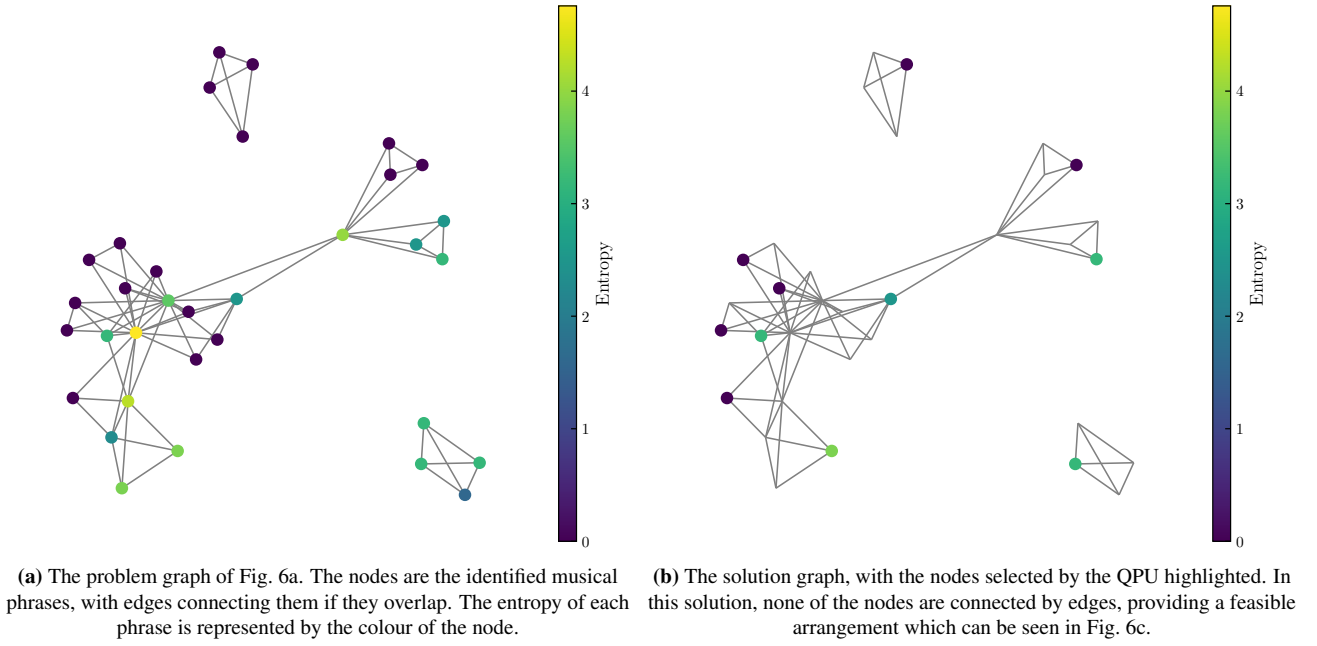 4
3
2
1
0
Entropy
4
3
2
1
0
Entropy
(a) The problem graph of Fig. 6a. The nodes are the identified musical
phrases, with edges connecting them if they overlap. The entropy of each
phrase is represented by the colour of the node.
(b) The solution graph, with the nodes selected by the QPU highlighted. In
this solution, none of the nodes are connected by edges, providing a feasible
arrangement which can be seen in Fig. 6c.